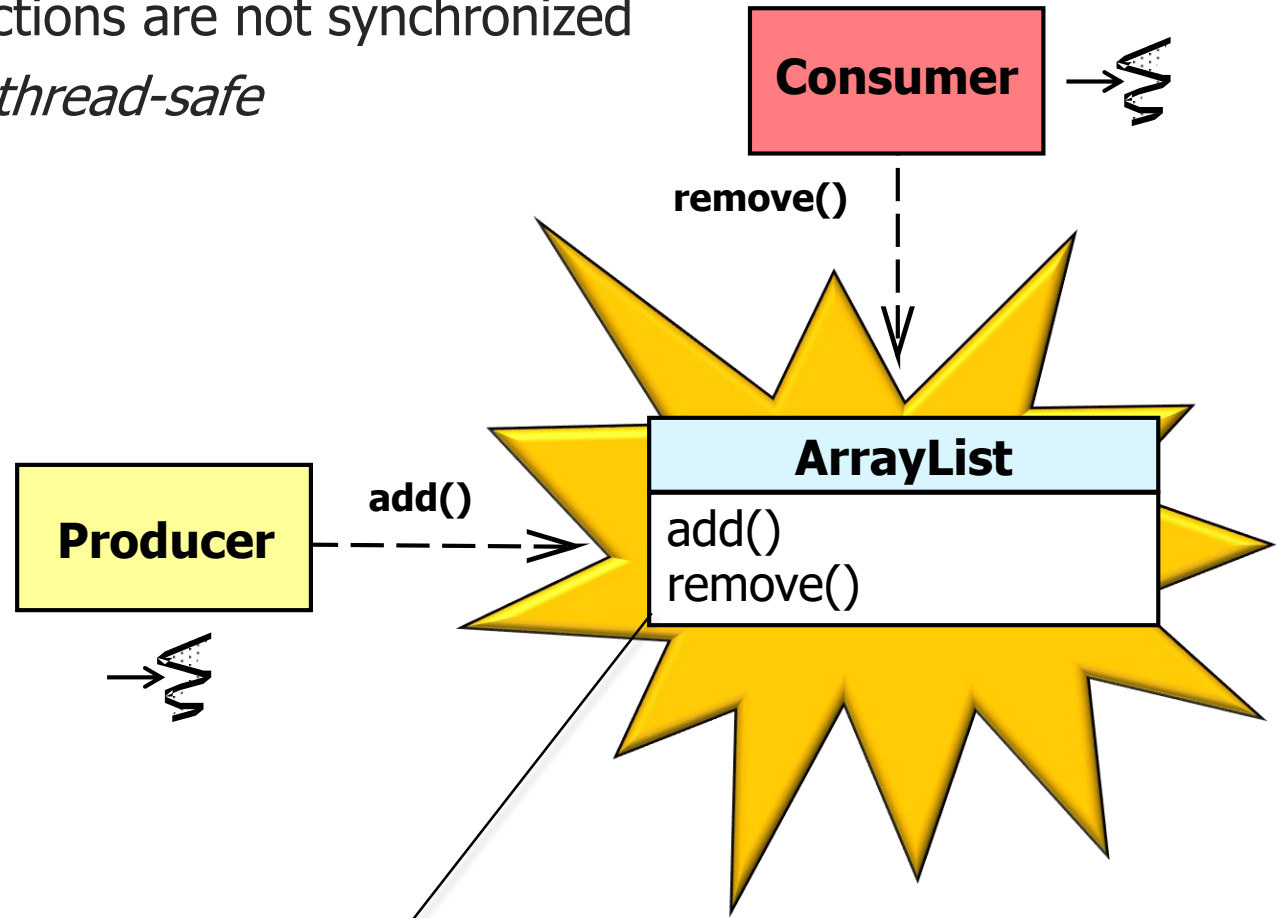 ctions are not synchronized
thread-safe
Consumer
remove()
ArrayList
add()
Producer
add()
remove()